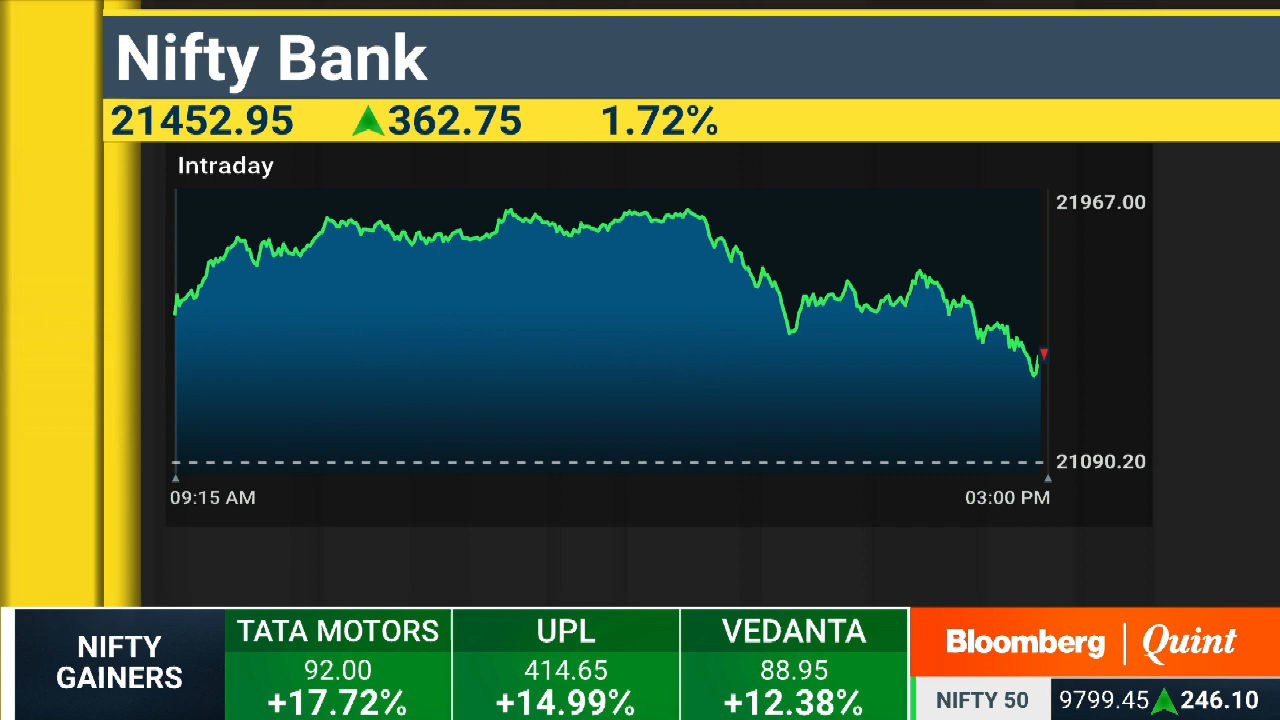 Nifty Bank
21452.95 ▲362.75 1.72%
Intraday
21967.00
21090.20
09:15 AM 03:00 PM
NIFTY GAINERS
TATA MOTORS
92.00
+17.72%
UPL
414.65
+14.99%
VEDANTA
88.95
+12.38%
Bloomberg | Quint
NIFTY 50 9799.45 ▲246.10